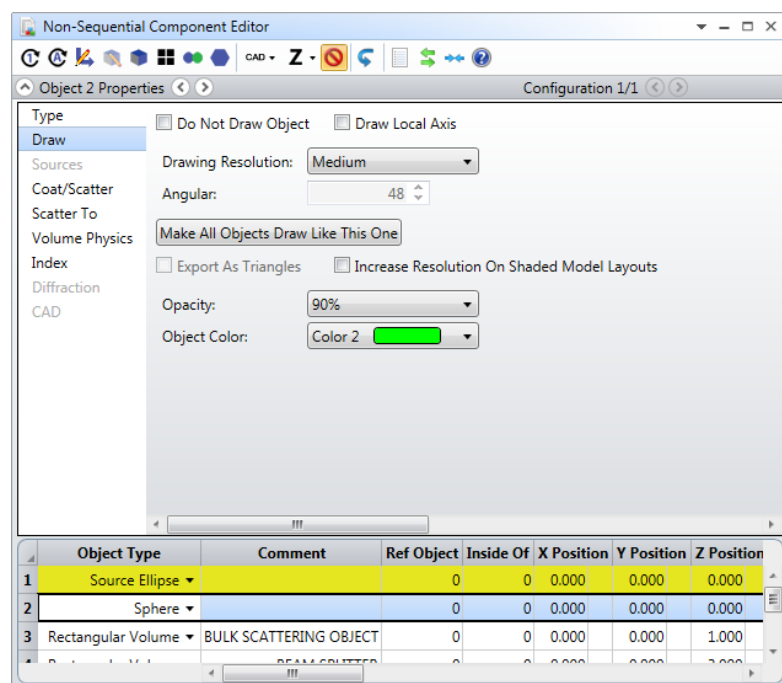 Non-Sequential Component Editor
CAD Z
Object 2 Properties Configuration 1/1
Type
Draw
Sources
Coat/Scatter
Scatter To
Volume Physics
Index
Diffraction
CAD
Do Not Draw Object Draw Local Axis
Drawing Resolution: Medium
Angular: 48
Make All Objects Draw Like This One
Export As Triangles Increase Resolution On Shaded Model Layouts
Opacity: 90%
Object Color: Color 2
Object Type Comment Ref Object Inside Of X Position Y Position Z Position
1 Source Ellipse 0 0 0.000 0.000 0.000
2 Sphere 0 0 0.000 0.000 0.000
3 Rectangular Volume BULK SCATTERING OBJECT 0 0 0.000 0.000 1.000